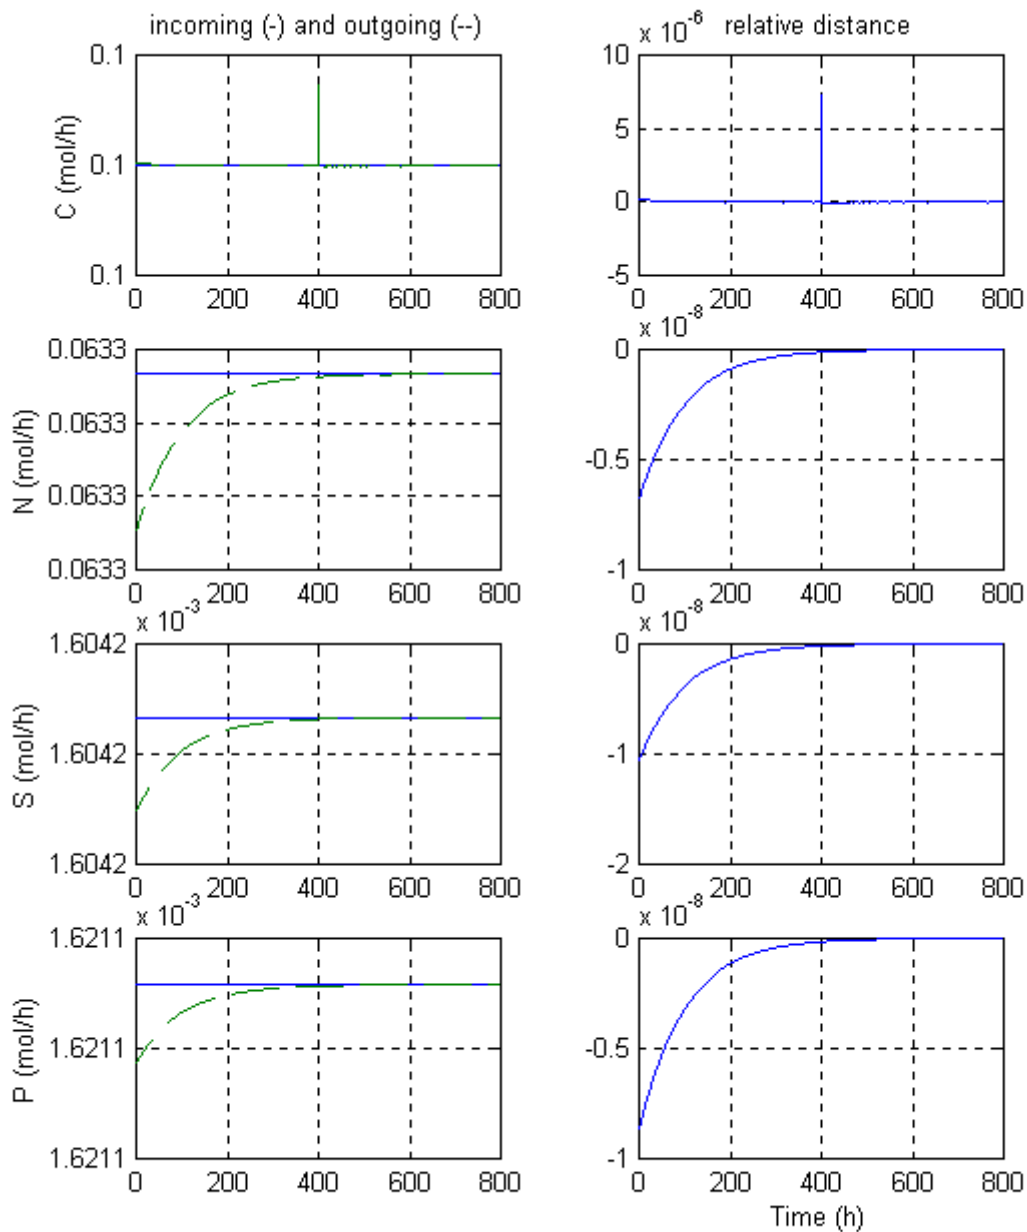 incoming (-) and outgoing (--)
relative distance
x 10-6
C (mol/h)
0.1
0.1
0.1
0 200 400 600 800
10
5
0
-5
0 200 400 600 800
N (mol/h)
0.0633
0.0633
0.0633
0.0633
0 200 400 600 800
x 10-8
0
-0.5
-1
0 200 400 600 800
S (mol/h)
x 10-3
1.6042
1.6042
1.6042
0 200 400 600 800
x 10-8
0
-1
-2
0 200 400 600 800
P (mol/h)
x 10-3
1.6211
1.6211
1.6211
0 200 400 600 800
x 10-8
0
-0.5
-1
0 200 400 600 800
Time (h)